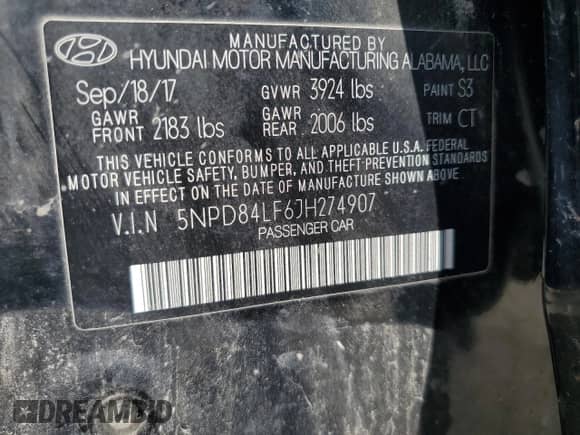 MANUFACTURED BY
HYUNDAI MOTOR MANUFACTURING ALABAMA, LLC
Sep/18/17 GVWR 3924 lbs PAINT S3
GAWR FRONT 2183 lbs GAWR REAR 2006 lbs TRIM CT
THIS VEHICLE CONFORMS TO ALL APPLICABLE U.S.A. FEDERAL
MOTOR VEHICLE SAFETY, BUMPER, AND THEFT PREVENTION STANDARDS
IN EFFECT ON THE DATE OF MANUFACTURE SHOWN ABOVE.
V.I.N 5NPD84LF6JH274907
PASSENGER CAR
DREAMBID